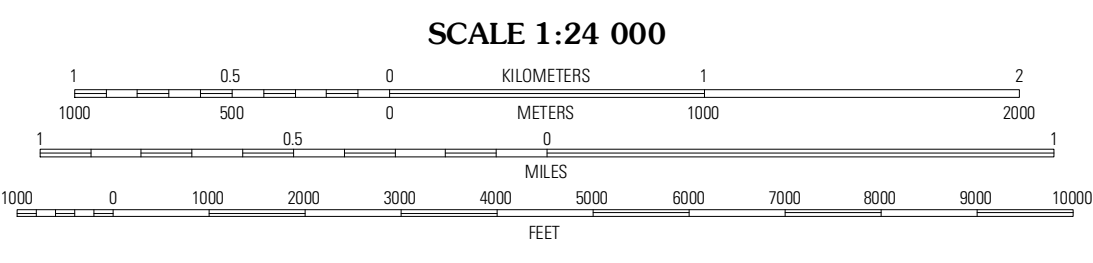 SCALE 1:24 000
1 0.5 0 KILOMETERS 1 2
1000 500 0 METERS 1000 2000
1 0.5 0 1
MILES
1000 0 1000 2000 3000 4000 5000 6000 7000 8000 9000 10000
FEET